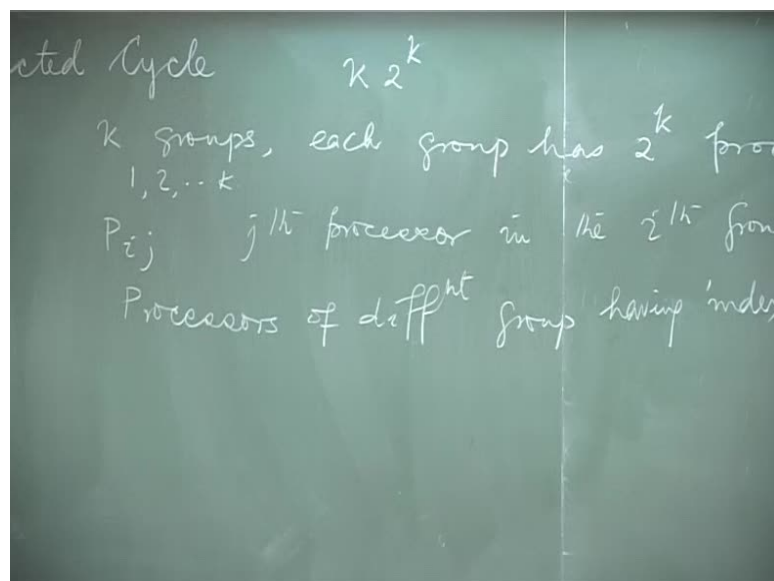 cted Cycle K 2^k
K groups, each group has 2^k proc
1, 2, .. k
P_ij j^th processor in the i^th grou
Processors of diff^nt group having index